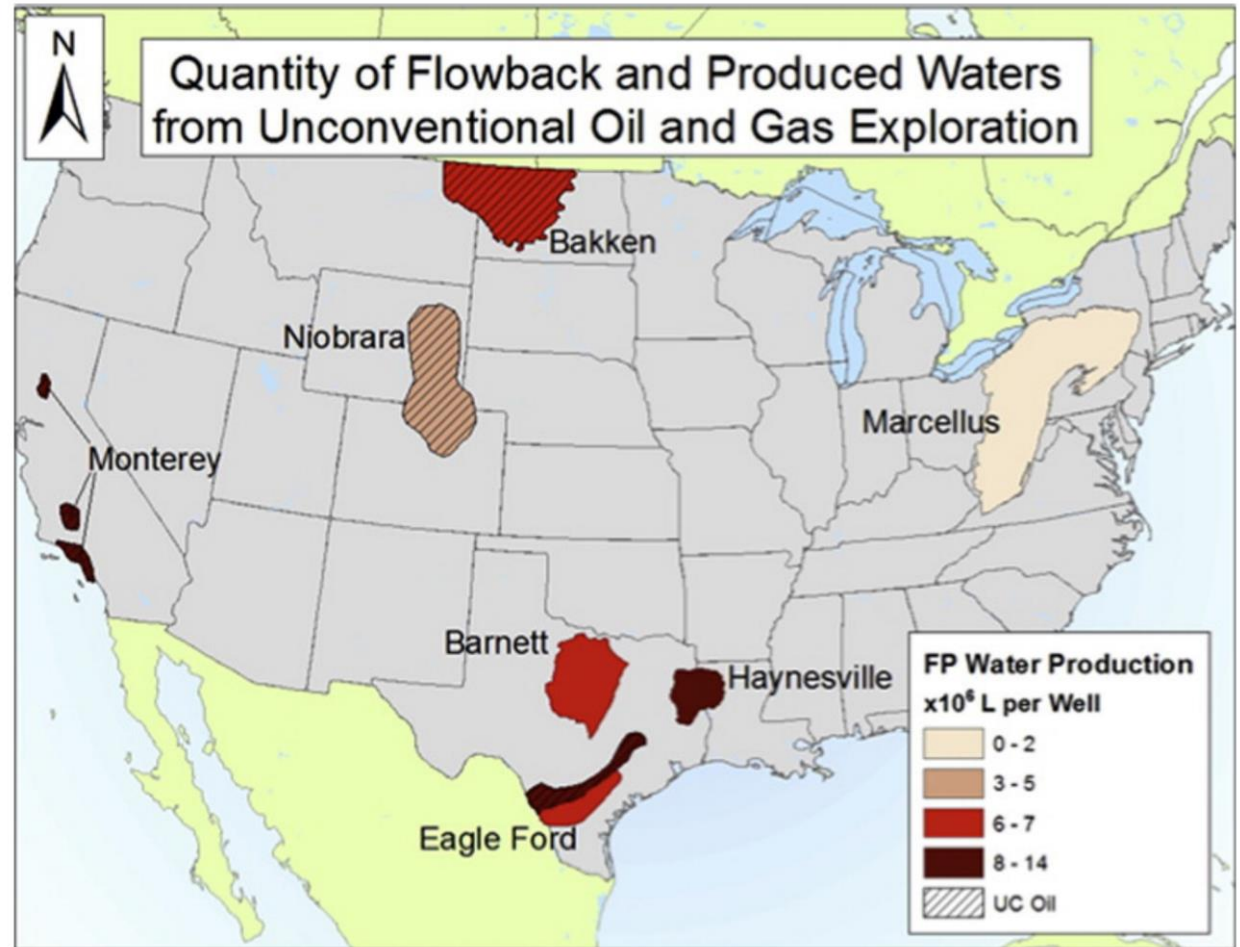 N
Quantity of Flowback and Produced Waters
from Unconventional Oil and Gas Exploration
Bakken
Niobrara
Marcellus
Monterey
Barnett
Haynesville
Eagle Ford
FP Water Production
x10⁶ L per Well
0 - 2
3 - 5
6 - 7
8 - 14
UC Oil